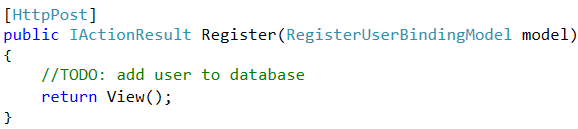 [HttpPost]
public IActionResult Register(RegisterUserBindingModel model)
{
    //TODO: add user to database
    return View();
}